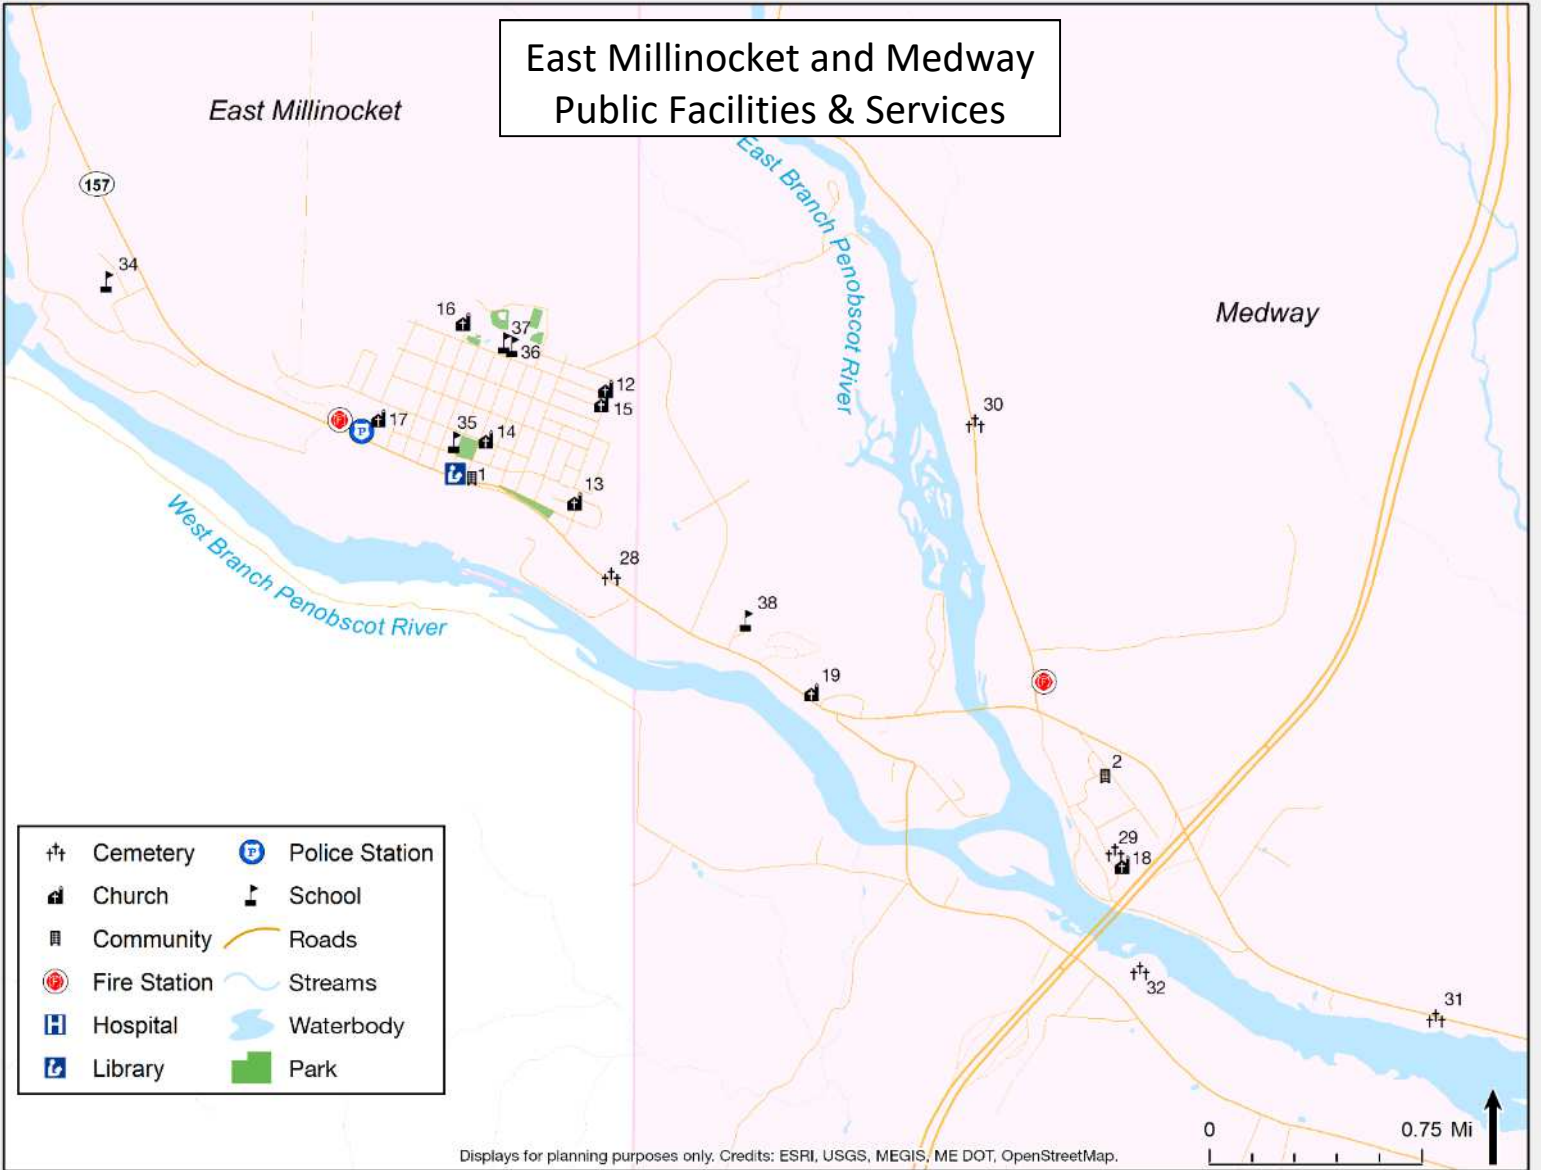 East Millinocket and Medway
Public Facilities & Services
East Millinocket
East Branch Penobscot River
157
34
Medway
16
37
36
12
15
30
17
35
14
1
13
West Branch Penobscot River
28
38
19
2
29
18
32
31
Cemetery
Police Station
Church
School
Community
Roads
Fire Station
Streams
Hospital
Waterbody
Library
Park
F
P
H
F
P
F
0
0.75 Mi
Displays for planning purposes only. Credits: ESRI, USGS, MEGIS, ME DOT, OpenStreetMap.